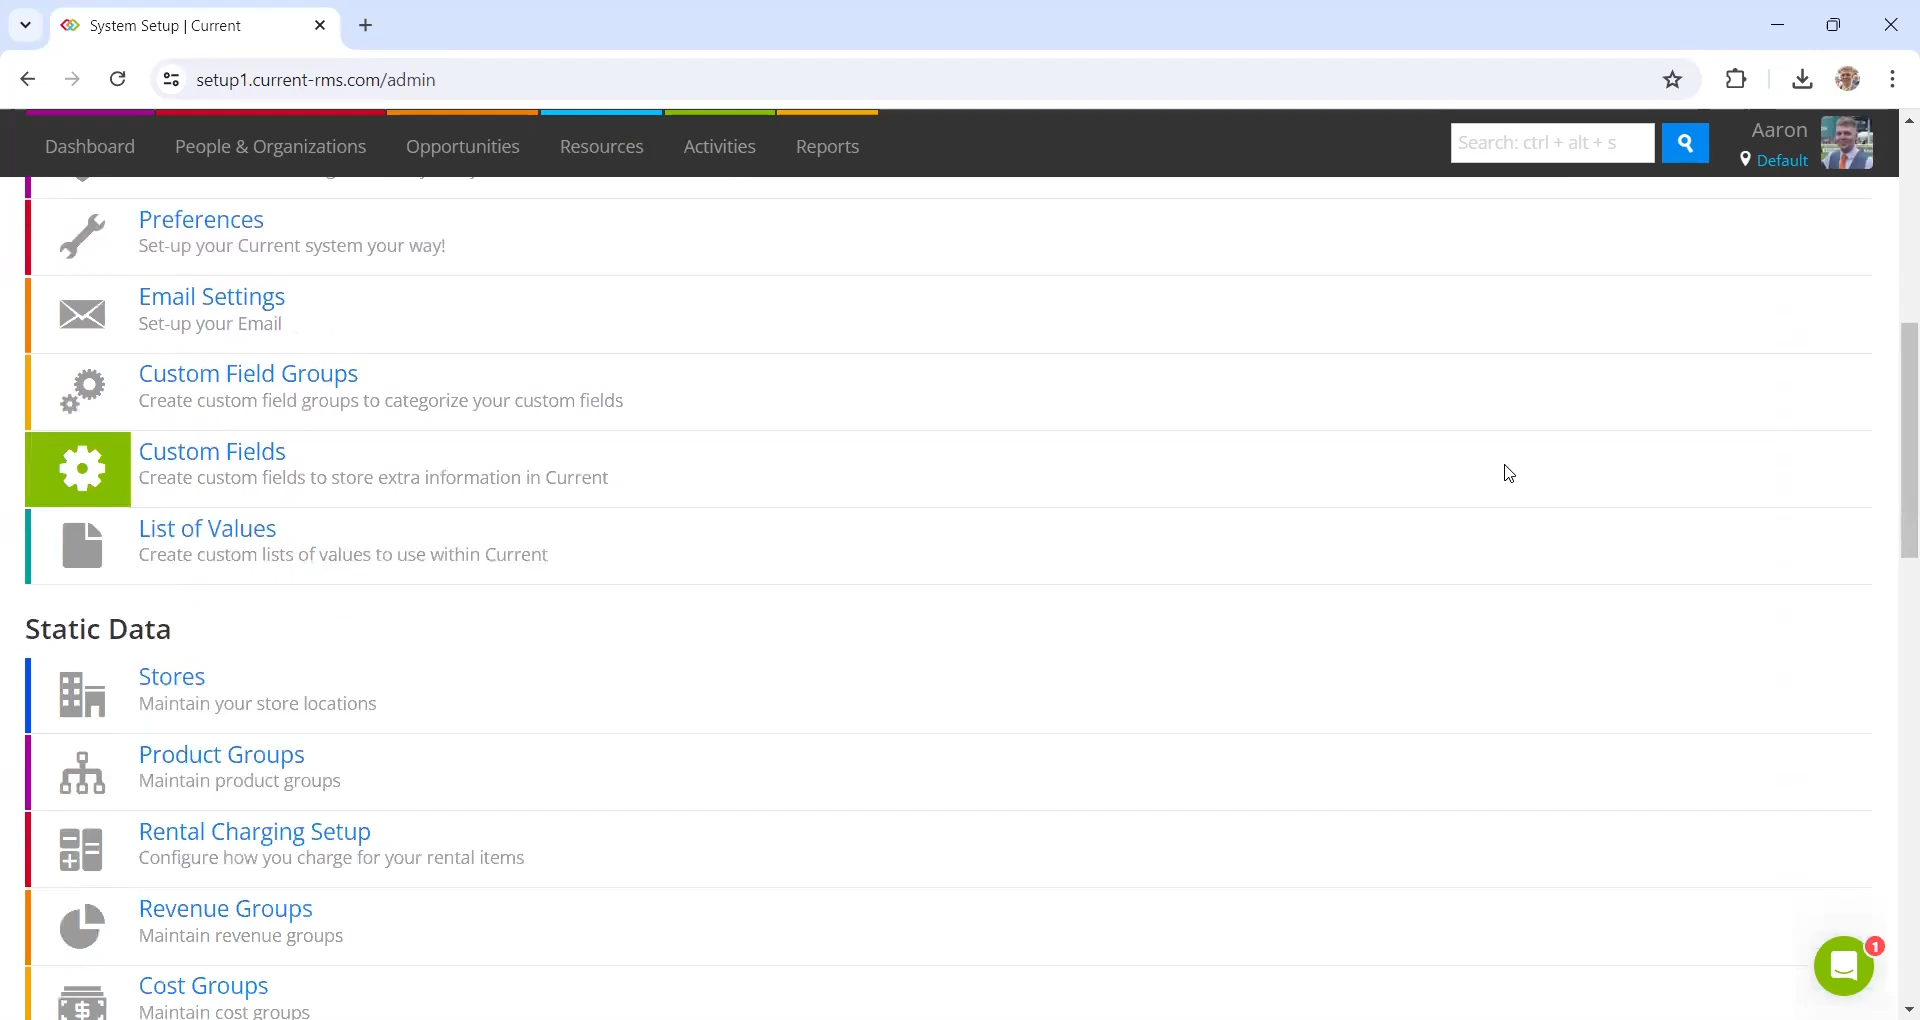 System Setup | Current
setup1.current-rms.com/admin
Dashboard
People & Organizations
Opportunities
Resources
Activities
Reports
Search: ctrl + alt + s
Aaron
Default
Preferences
Set-up your Current system your way!
Email Settings
Set-up your Email
Custom Field Groups
Create custom field groups to categorize your custom fields
Custom Fields
Create custom fields to store extra information in Current
List of Values
Create custom lists of values to use within Current
Static Data
Stores
Maintain your store locations
Product Groups
Maintain product groups
Rental Charging Setup
Configure how you charge for your rental items
Revenue Groups
Maintain revenue groups
1
Cost Groups
Maintain cost groups